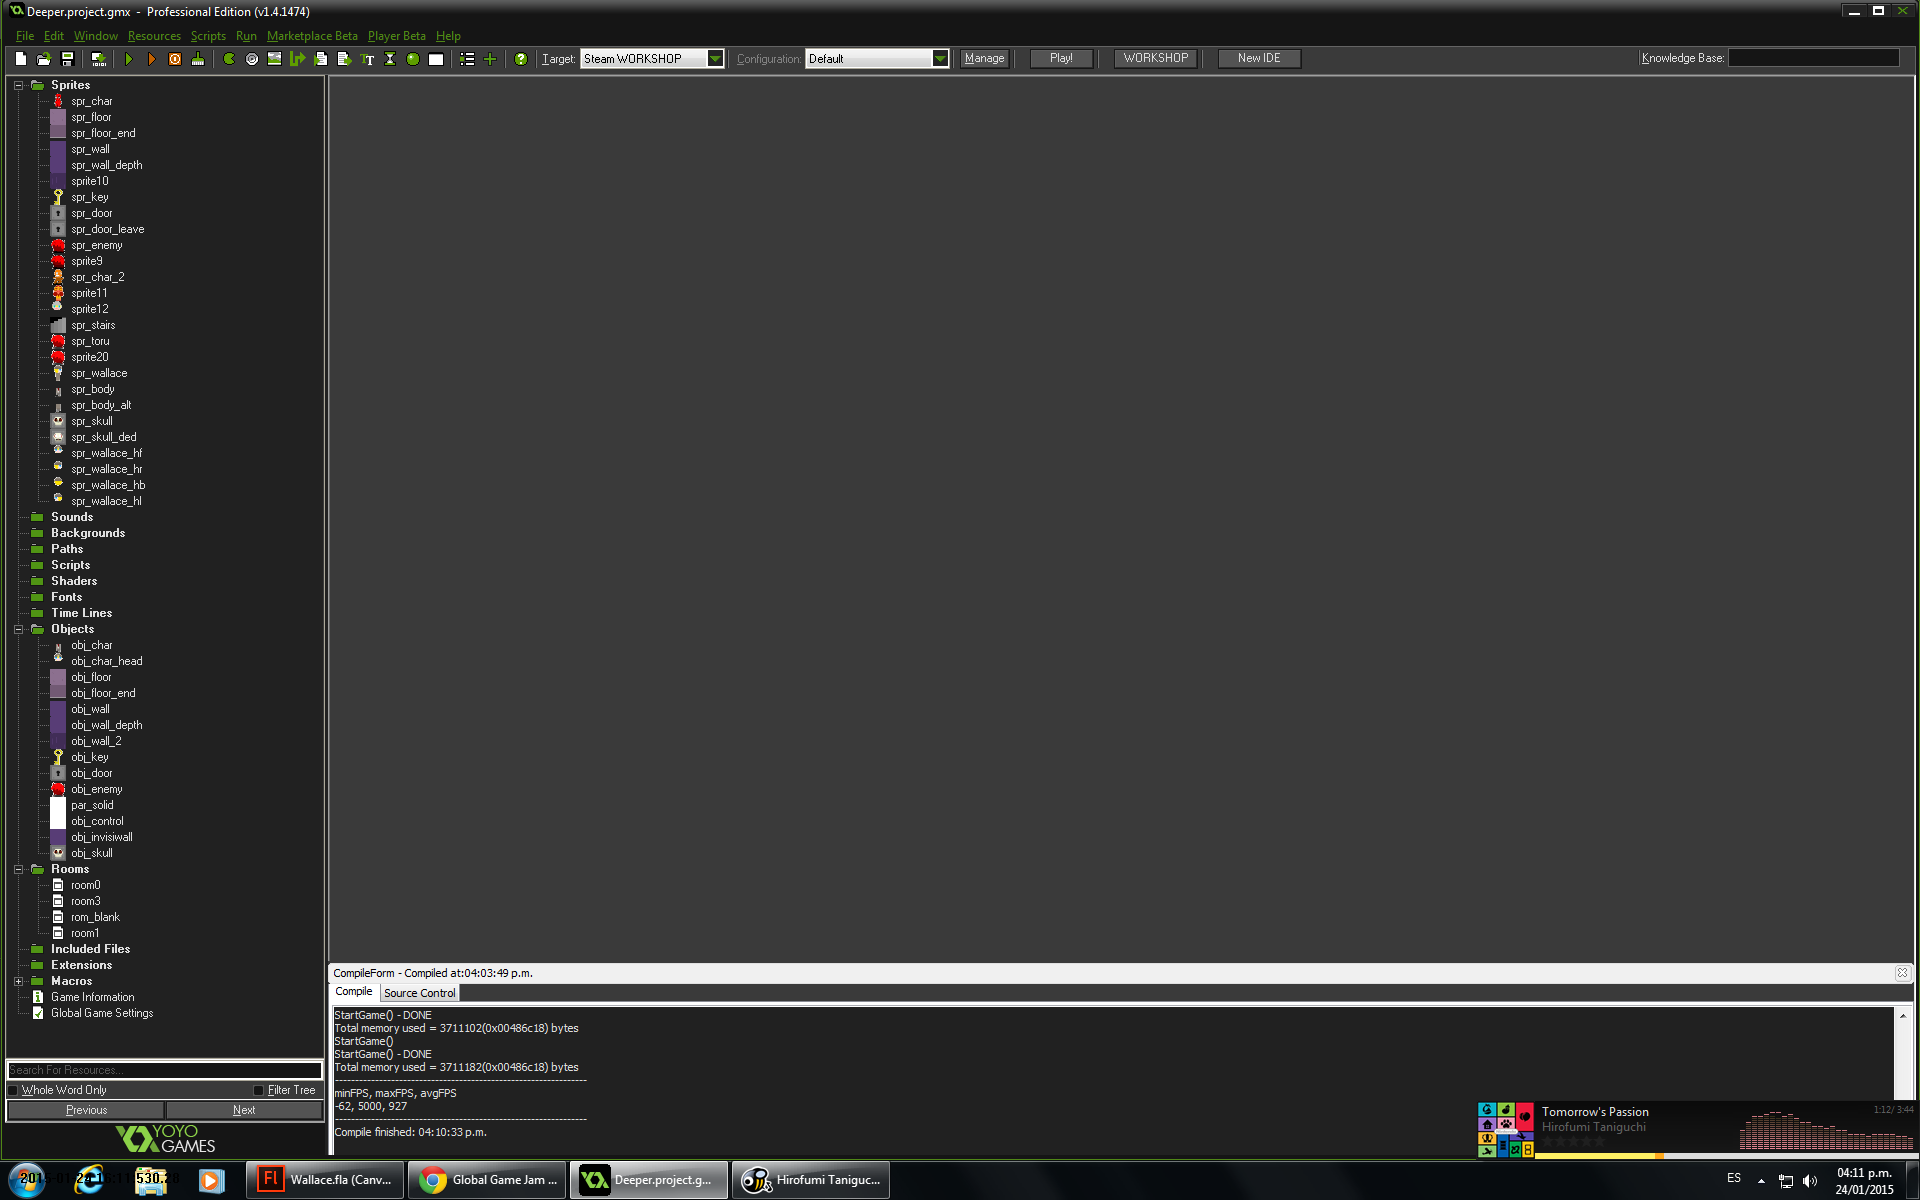 Deeper.project.gmx - Professional Edition (v1.4.1474)
File Edit Window Resources Scripts Run Marketplace Beta Player Beta Help
Target: Steam WORKSHOP Configuration: Default Manage Play! WORKSHOP New IDE Knowledge Base:
Sprites
spr_char
spr_floor
spr_floor_end
spr_wall
spr_wall_depth
sprite10
spr_key
spr_door
spr_door_leave
spr_enemy
sprite9
spr_char_2
sprite11
sprite12
spr_stairs
spr_toru
sprite20
spr_wallace
spr_body
spr_body_alt
spr_skull
spr_skull_ded
spr_wallace_hf
spr_wallace_hr
spr_wallace_hb
spr_wallace_hl
Sounds
Backgrounds
Paths
Scripts
Shaders
Fonts
Time Lines
Objects
obj_char
obj_char_head
obj_floor
obj_floor_end
obj_wall
obj_wall_depth
obj_wall_2
obj_key
obj_door
obj_enemy
par_solid
obj_control
obj_invisiwall
obj_skull
Rooms
room0
room3
rom_blank
room1
Included Files
Extensions
Macros
Game Information
Global Game Settings
Search For Resources...
Whole Word Only Filter Tree
Previous Next
YOYO
GAMES
CompileForm - Compiled at:04:03:49 p.m.
Compile Source Control
StartGame() - DONE
Total memory used = 3711102(0x00486c18) bytes
StartGame()
StartGame() - DONE
Total memory used = 3711182(0x00486c18) bytes
minFPS, maxFPS, avgFPS
-62, 5000, 927
Compile finished: 04:10:33 p.m.
Tomorrow's Passion 1:12/ 3:44
Hirofumi Taniguchi
Fl Wallace.fla (Canv... Global Game Jam ... Deeper.project.g... Hirofumi Taniguc...
ES 04:11 p.m.
24/01/2015